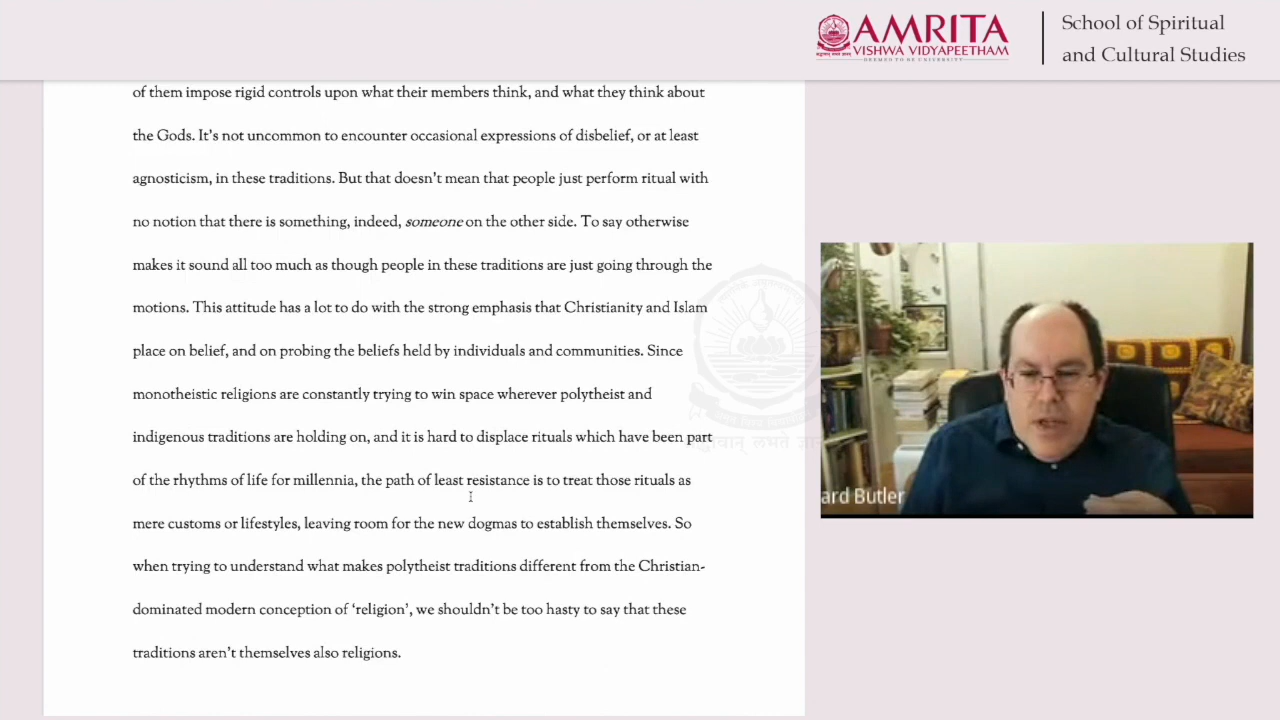 AMRITA
VISHWA VIDYAPEETHAM
DEEMED TO BE UNIVERSITY
School of Spiritual
and Cultural Studies
of them impose rigid controls upon what their members think, and what they think about
the Gods. It’s not uncommon to encounter occasional expressions of disbelief, or at least
agnosticism, in these traditions. But that doesn’t mean that people just perform ritual with
no notion that there is something, indeed, someone on the other side. To say otherwise
makes it sound all too much as though people in these traditions are just going through the
motions. This attitude has a lot to do with the strong emphasis that Christianity and Islam
place on belief, and on probing the beliefs held by individuals and communities. Since
monotheistic religions are constantly trying to win space wherever polytheist and
indigenous traditions are holding on, and it is hard to displace rituals which have been part
of the rhythms of life for millennia, the path of least resistance is to treat those rituals as
mere customs or lifestyles, leaving room for the new dogmas to establish themselves. So
when trying to understand what makes polytheist traditions different from the Christian-
dominated modern conception of ‘religion’, we shouldn’t be too hasty to say that these
traditions aren’t themselves also religions.
ard Butler